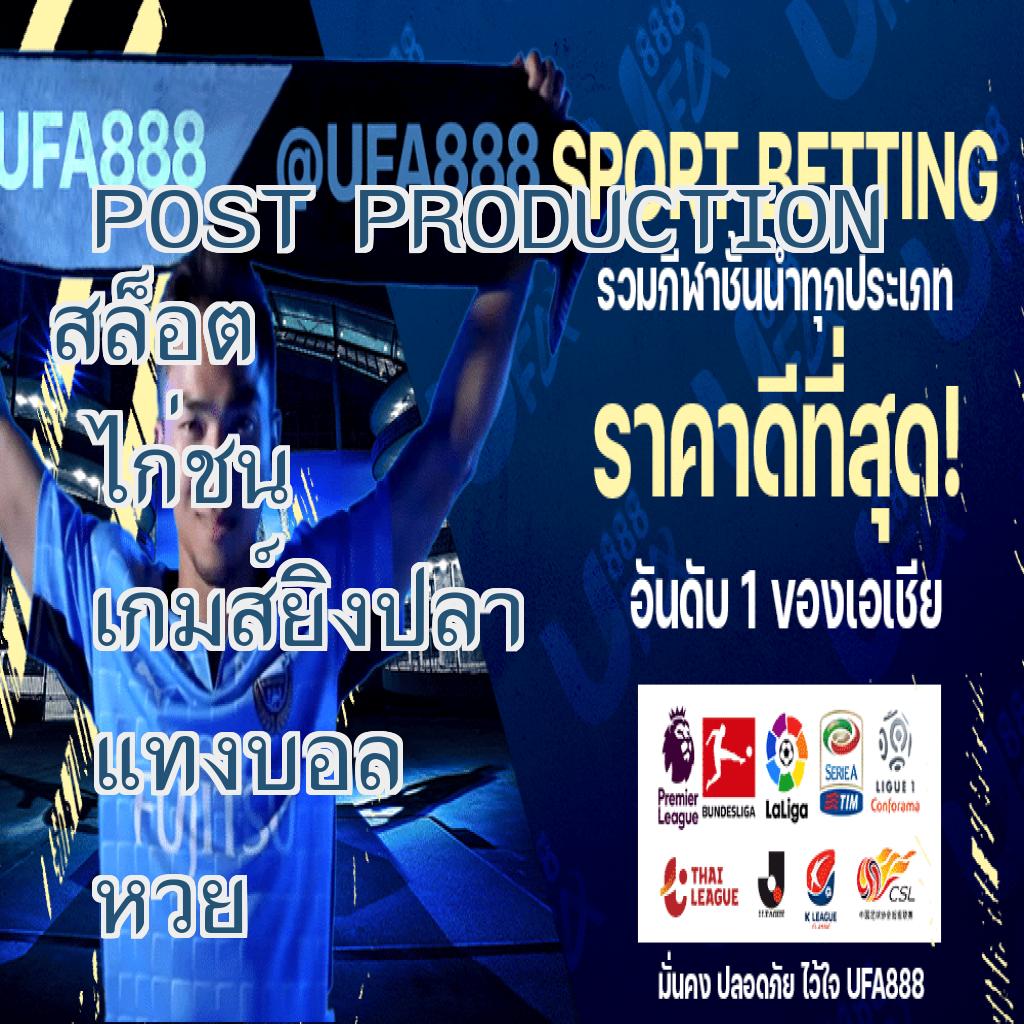 UFA888
@UFA888
SPORT BETTING
POST PRODUCTION
รวมกีฬาชั้นนำทุกประเภท
สล็อต
ราคาดีที่สุด!
ไก่ชน
เกมส์ยิงปลา
อันดับ 1 ของเอเชีย
แทงบอล
FUJITSU
หวย
Premier
League
BUNDESLIGA
LaLiga
SERIE A
TIM
LIGUE 1
Conforama
THAI
LEAGUE
J.LEAGUE
K LEAGUE
CSL
มั่นคง ปลอดภัย ไว้ใจ UFA888